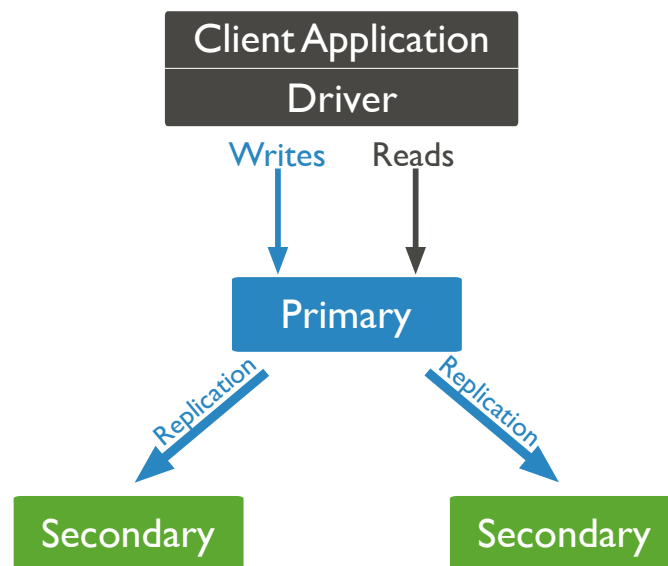 Client Application
Driver
Writes Reads
Primary
Replication Replication
Secondary Secondary